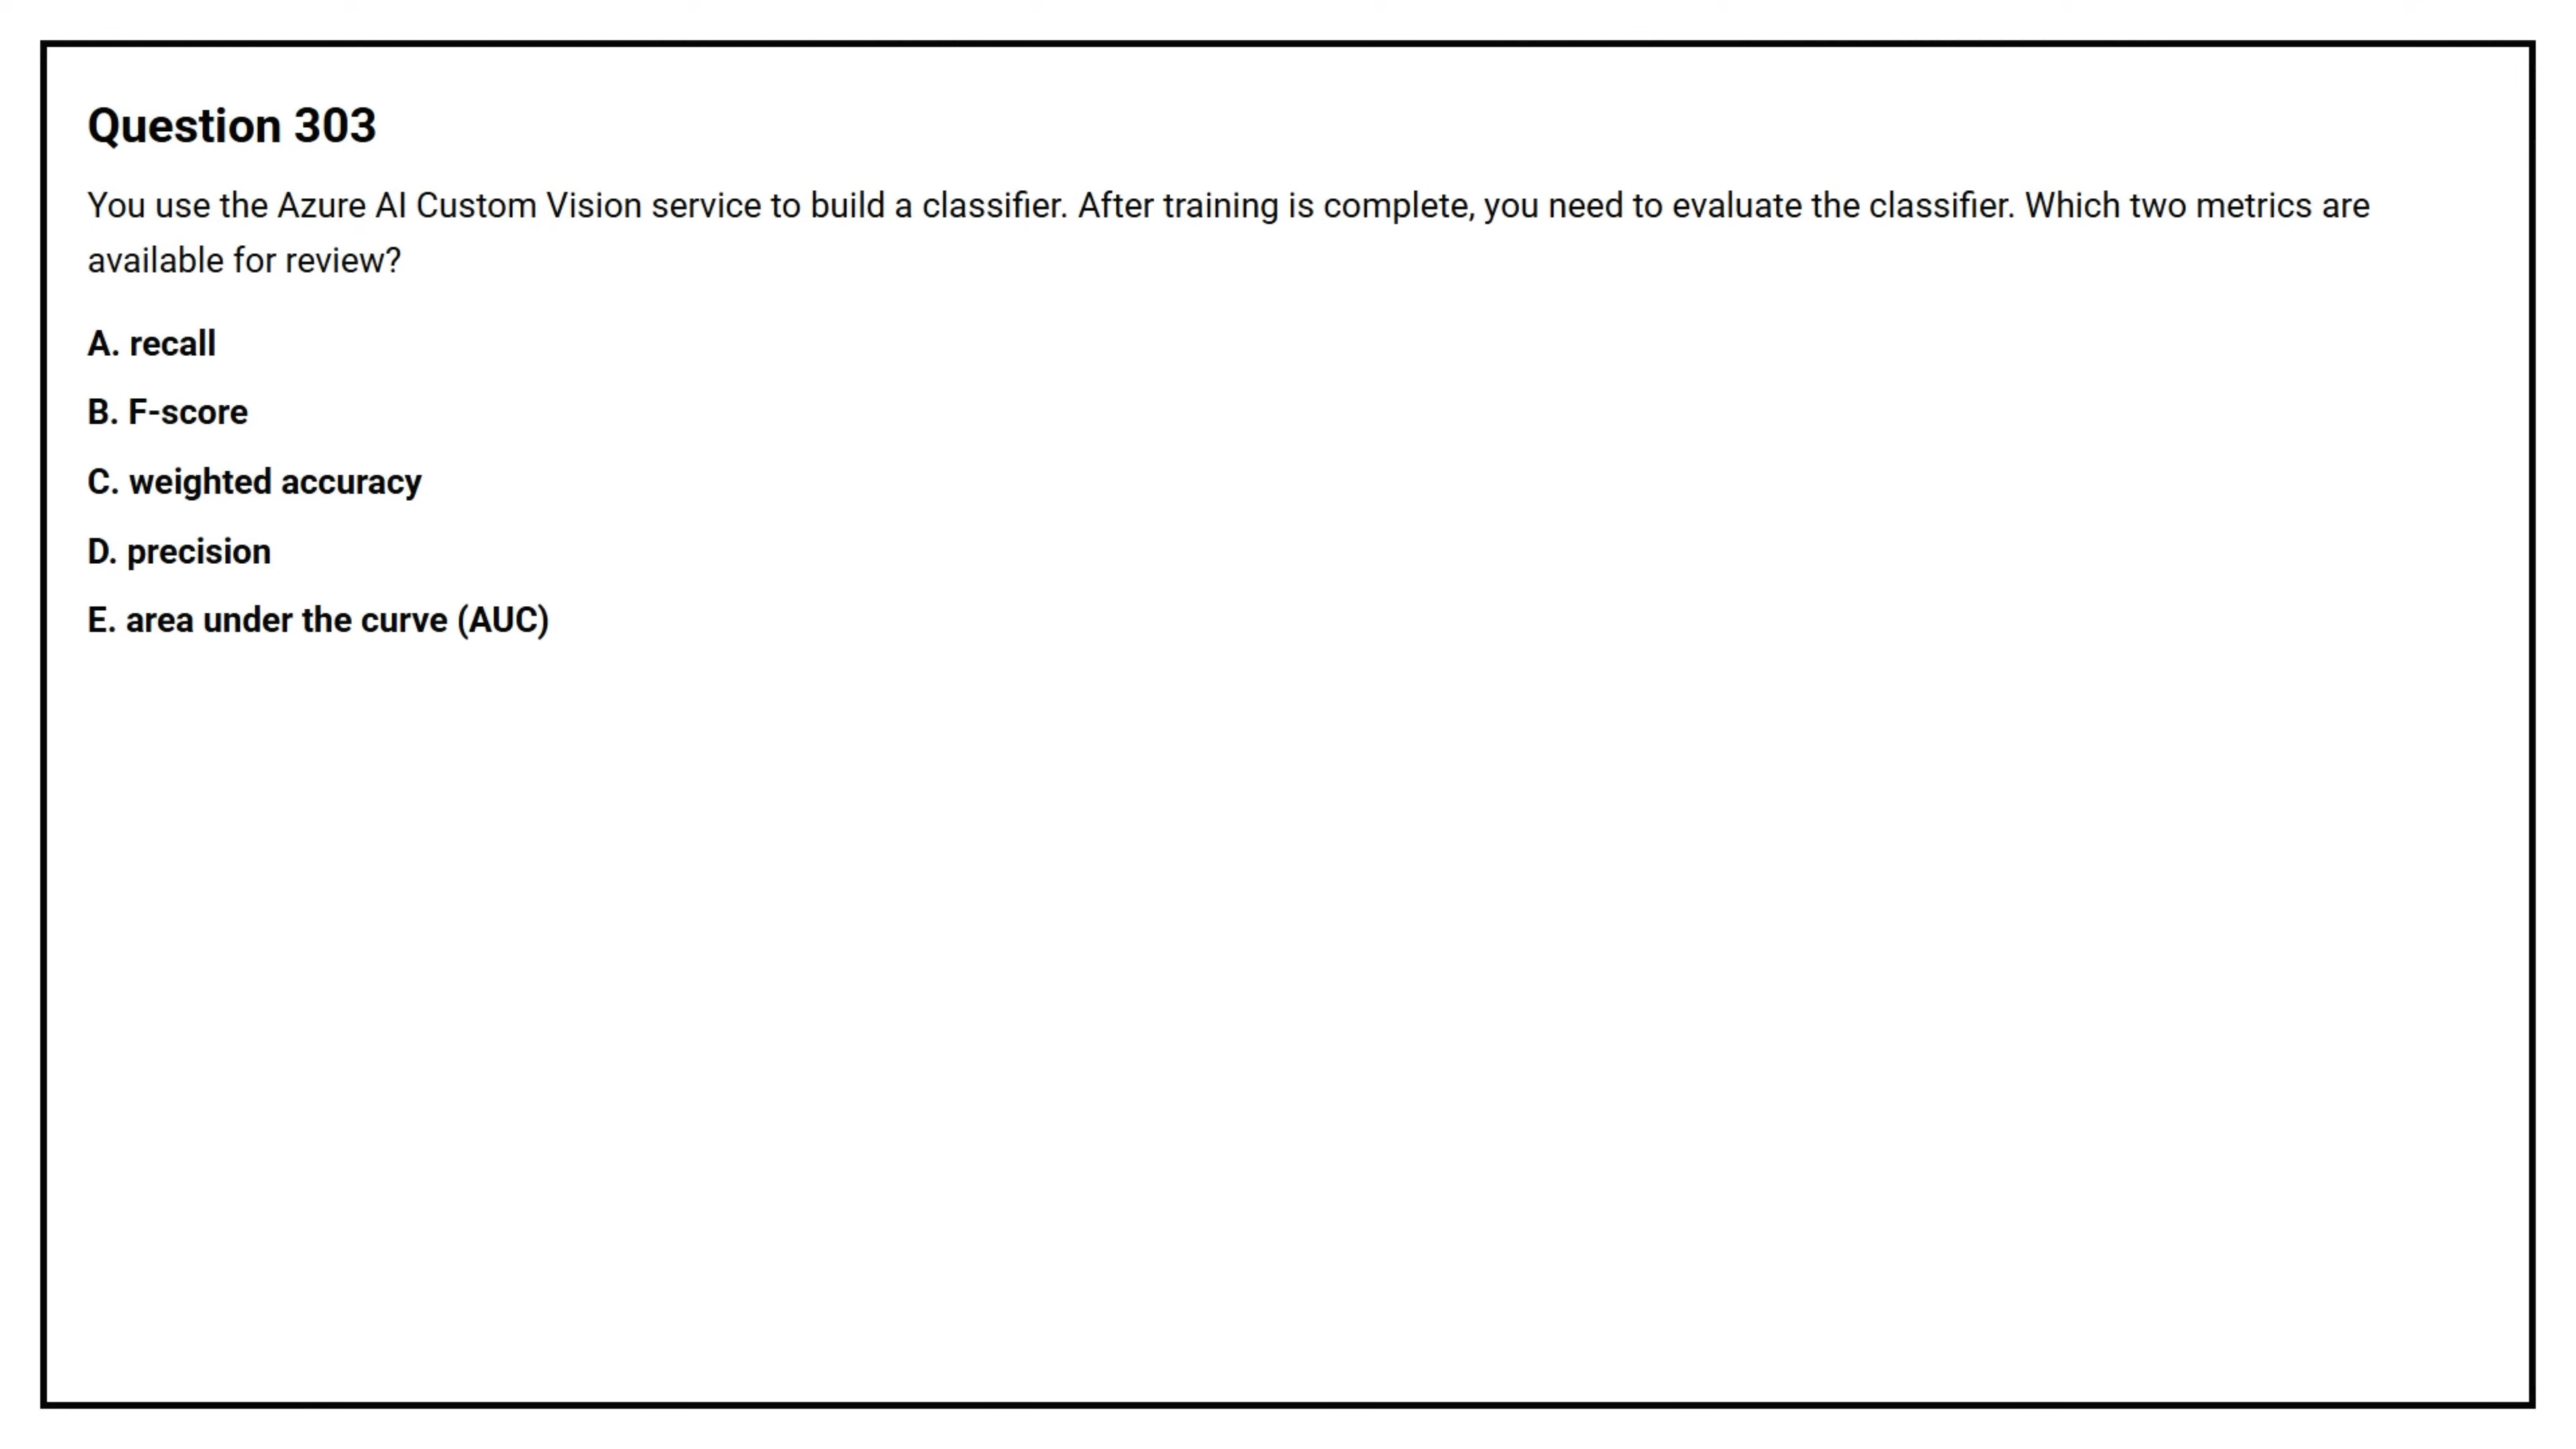 Question 303
You use the Azure AI Custom Vision service to build a classifier. After training is complete, you need to evaluate the classifier. Which two metrics are
available for review?
A. recall
B. F-score
C. weighted accuracy
D. precision
E. area under the curve (AUC)